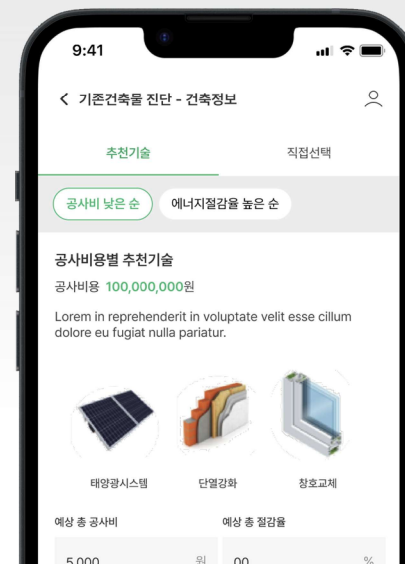 9:41
기존건축물 진단 - 건축정보
추천기술 직접선택
공사비 낮은 순 에너지절감율 높은 순
공사비용별 추천기술
공사비용 100,000,000원
Lorem in reprehenderit in voluptate velit esse cillum
dolore eu fugiat nulla pariatur.
태양광시스템 단열강화 창호교체
예상 총 공사비 예상 총 절감율
5,000 원 00 %